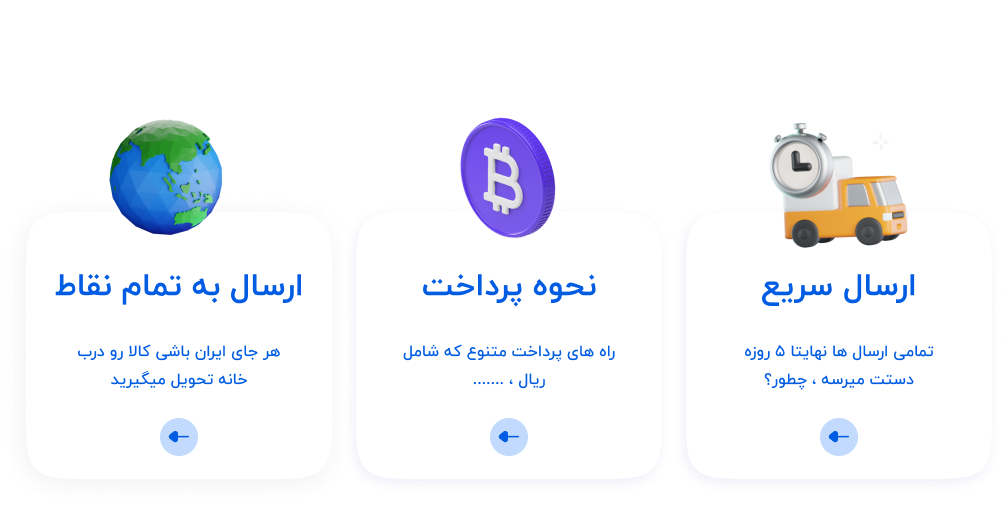 ارسال سریع
تمامی ارسال ها نهایتا ۵ روزه
دستت میرسه ، چطور؟
نحوه پرداخت
راه های پرداخت متنوع که شامل
ریال ، .......
ارسال به تمام نقاط
هر جای ایران باشی کالا رو درب
خانه تحویل میگیرید